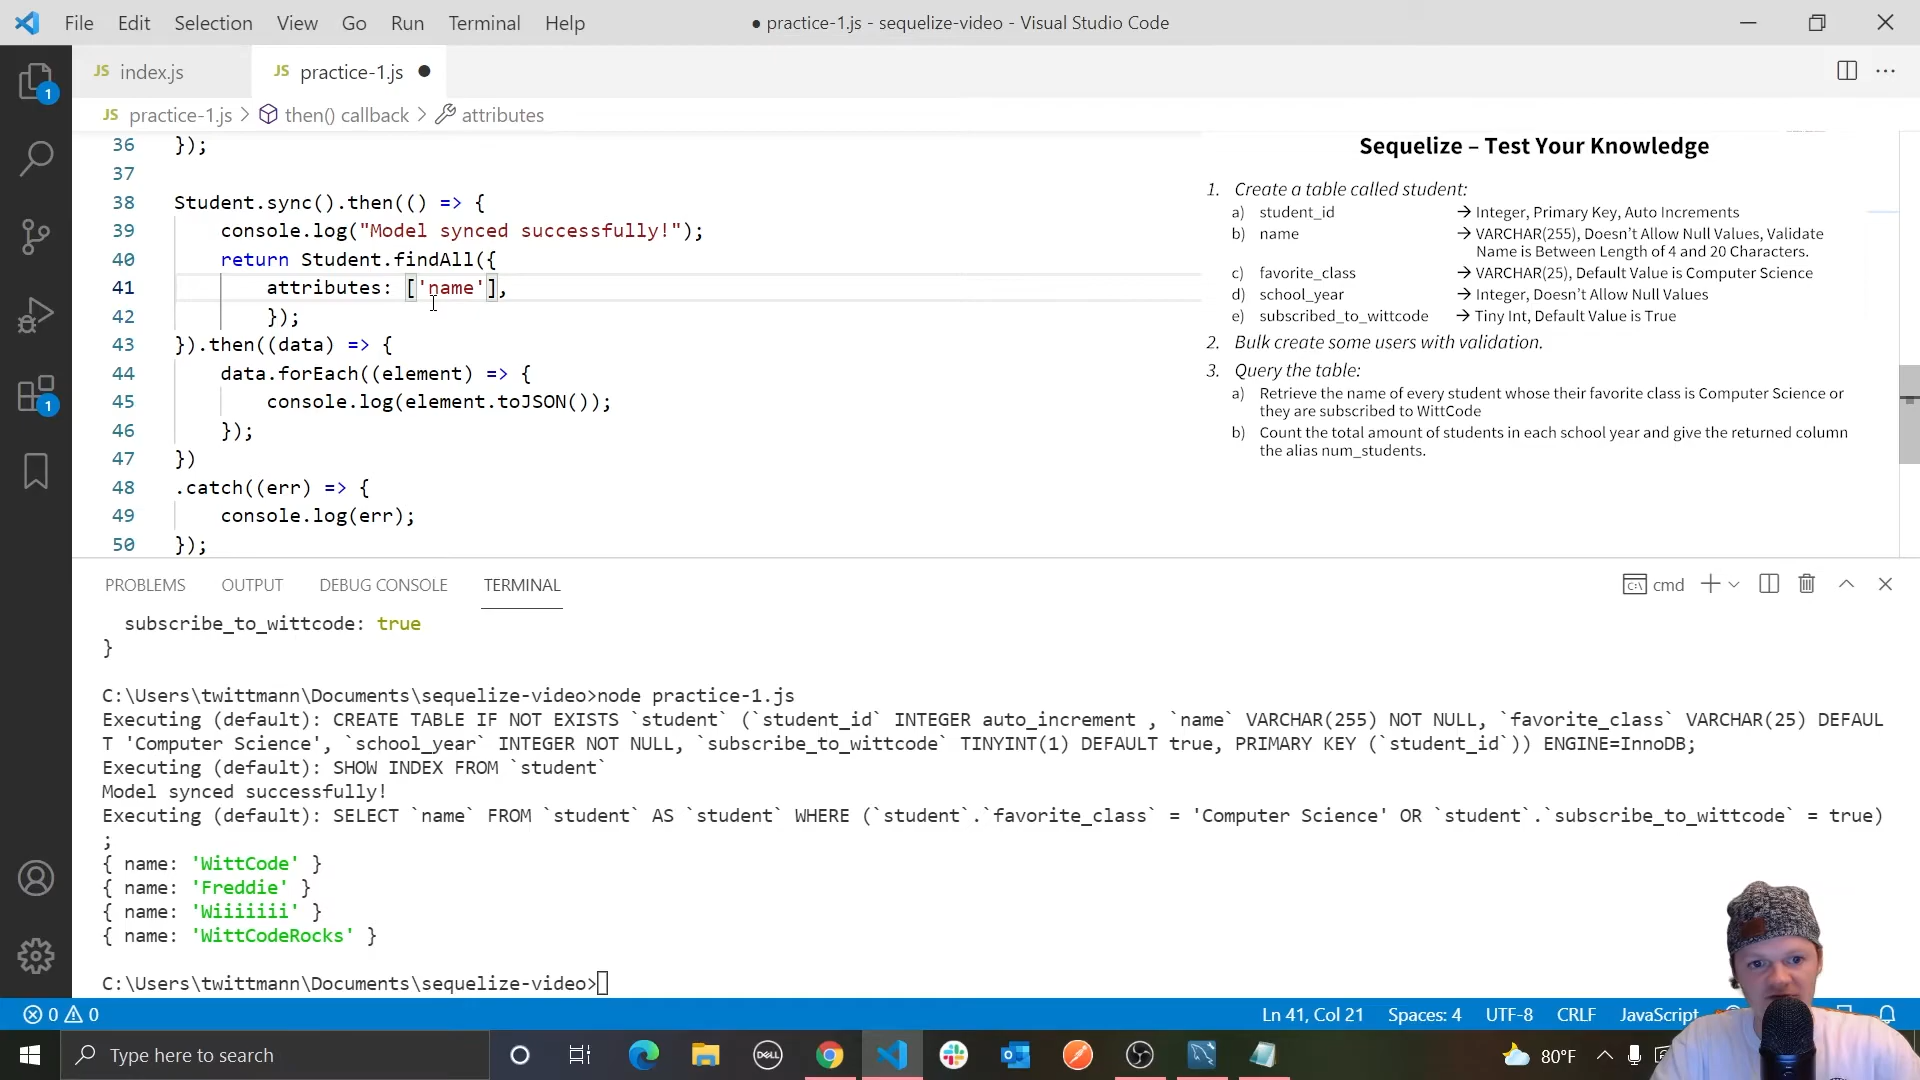 File Edit Selection View Go Run Terminal Help
● practice-1.js - sequelize-video - Visual Studio Code
JS index.js
JS practice-1.js ●
JS practice-1.js > then() callback > attributes
36 });
37
38 Student.sync().then(() => {
39 console.log("Model synced successfully!");
40 return Student.findAll({
41 attributes: ['name'],
42 });
43 }).then((data) => {
44 data.forEach((element) => {
45 console.log(element.toJSON());
46 });
47 })
48 .catch((err) => {
49 console.log(err);
50 });
Sequelize – Test Your Knowledge
1. Create a table called student:
a) student_id → Integer, Primary Key, Auto Increments
b) name → VARCHAR(255), Doesn't Allow Null Values, Validate
Name is Between Length of 4 and 20 Characters.
c) favorite_class → VARCHAR(25), Default Value is Computer Science
d) school_year → Integer, Doesn't Allow Null Values
e) subscribed_to_wittcode → Tiny Int, Default Value is True
2. Bulk create some users with validation.
3. Query the table:
a) Retrieve the name of every student whose their favorite class is Computer Science or
they are subscribed to WittCode
b) Count the total amount of students in each school year and give the returned column
the alias num_students.
PROBLEMS OUTPUT DEBUG CONSOLE TERMINAL
cmd
subscribe_to_wittcode: true
}
C:\Users\twittmann\Documents\sequelize-video>node practice-1.js
Executing (default): CREATE TABLE IF NOT EXISTS `student` (`student_id` INTEGER auto_increment , `name` VARCHAR(255) NOT NULL, `favorite_class` VARCHAR(25) DEFAUL
T 'Computer Science', `school_year` INTEGER NOT NULL, `subscribe_to_wittcode` TINYINT(1) DEFAULT true, PRIMARY KEY (`student_id`)) ENGINE=InnoDB;
Executing (default): SHOW INDEX FROM `student`
Model synced successfully!
Executing (default): SELECT `name` FROM `student` AS `student` WHERE (`student`.`favorite_class` = 'Computer Science' OR `student`.`subscribe_to_wittcode` = true)
;
{ name: 'WittCode' }
{ name: 'Freddie' }
{ name: 'Wiiiiiii' }
{ name: 'WittCodeRocks' }
C:\Users\twittmann\Documents\sequelize-video>
1
1
0 0
Ln 41, Col 21 Spaces: 4 UTF-8 CRLF JavaScript
Type here to search
DELL
80°F